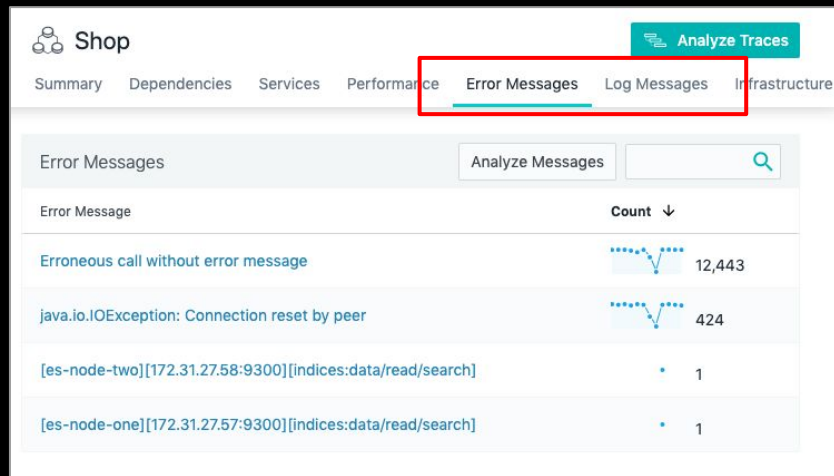 Shop
Analyze Traces
Summary Dependencies Services Performance Error Messages Log Messages Infrastructure
Error Messages Analyze Messages
Error Message Count ↓
Erroneous call without error message 12,443
java.io.IOException: Connection reset by peer 424
[es-node-two][172.31.27.58:9300][indices:data/read/search] 1
[es-node-one][172.31.27.57:9300][indices:data/read/search] 1